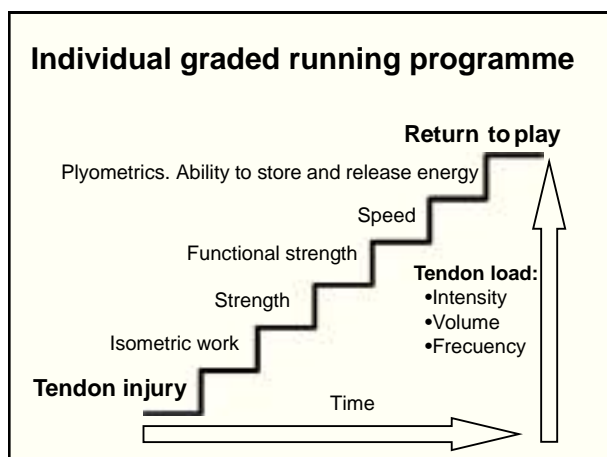 Individual graded running programme
Return to play
Plyometrics. Ability to store and release energy
Speed
Functional strength
Tendon load:
•Intensity
•Volume
•Frecuency
Strength
Isometric work
Tendon injury
Time